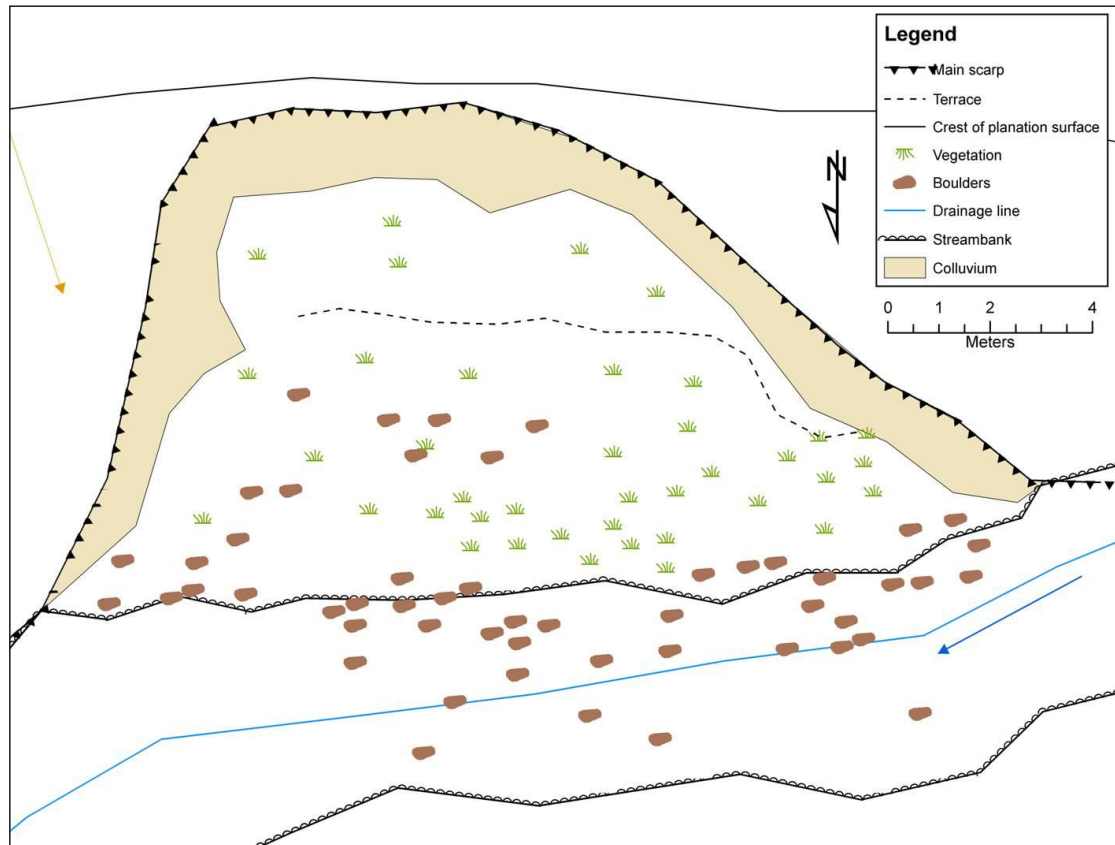 Legend
Main scarp
Terrace
Crest of planation surface
Vegetation
N
Boulders
Drainage line
Streambank
Colluvium
0 1 2 4
Meters